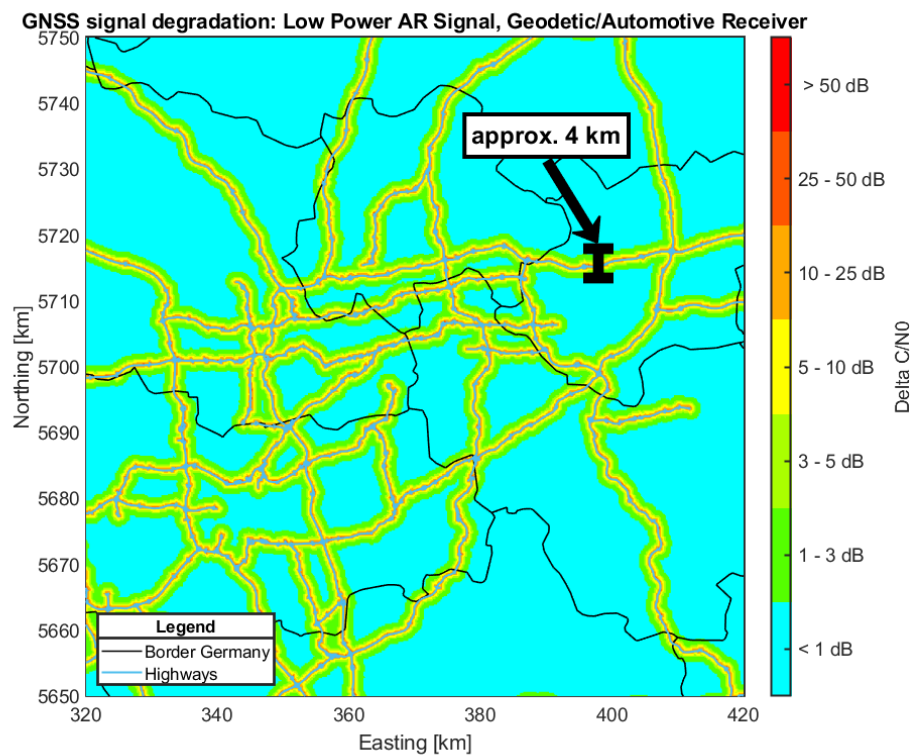 GNSS signal degradation: Low Power AR Signal, Geodetic/Automotive Receiver
5750
5740
5730
5720
5710
5700
5690
5680
5670
5660
5650
Northing [km]
approx. 4 km
Legend
Border Germany
Highways
320
340
360
380
400
420
Easting [km]
> 50 dB
25 - 50 dB
10 - 25 dB
5 - 10 dB
3 - 5 dB
1 - 3 dB
< 1 dB
Delta C/N0